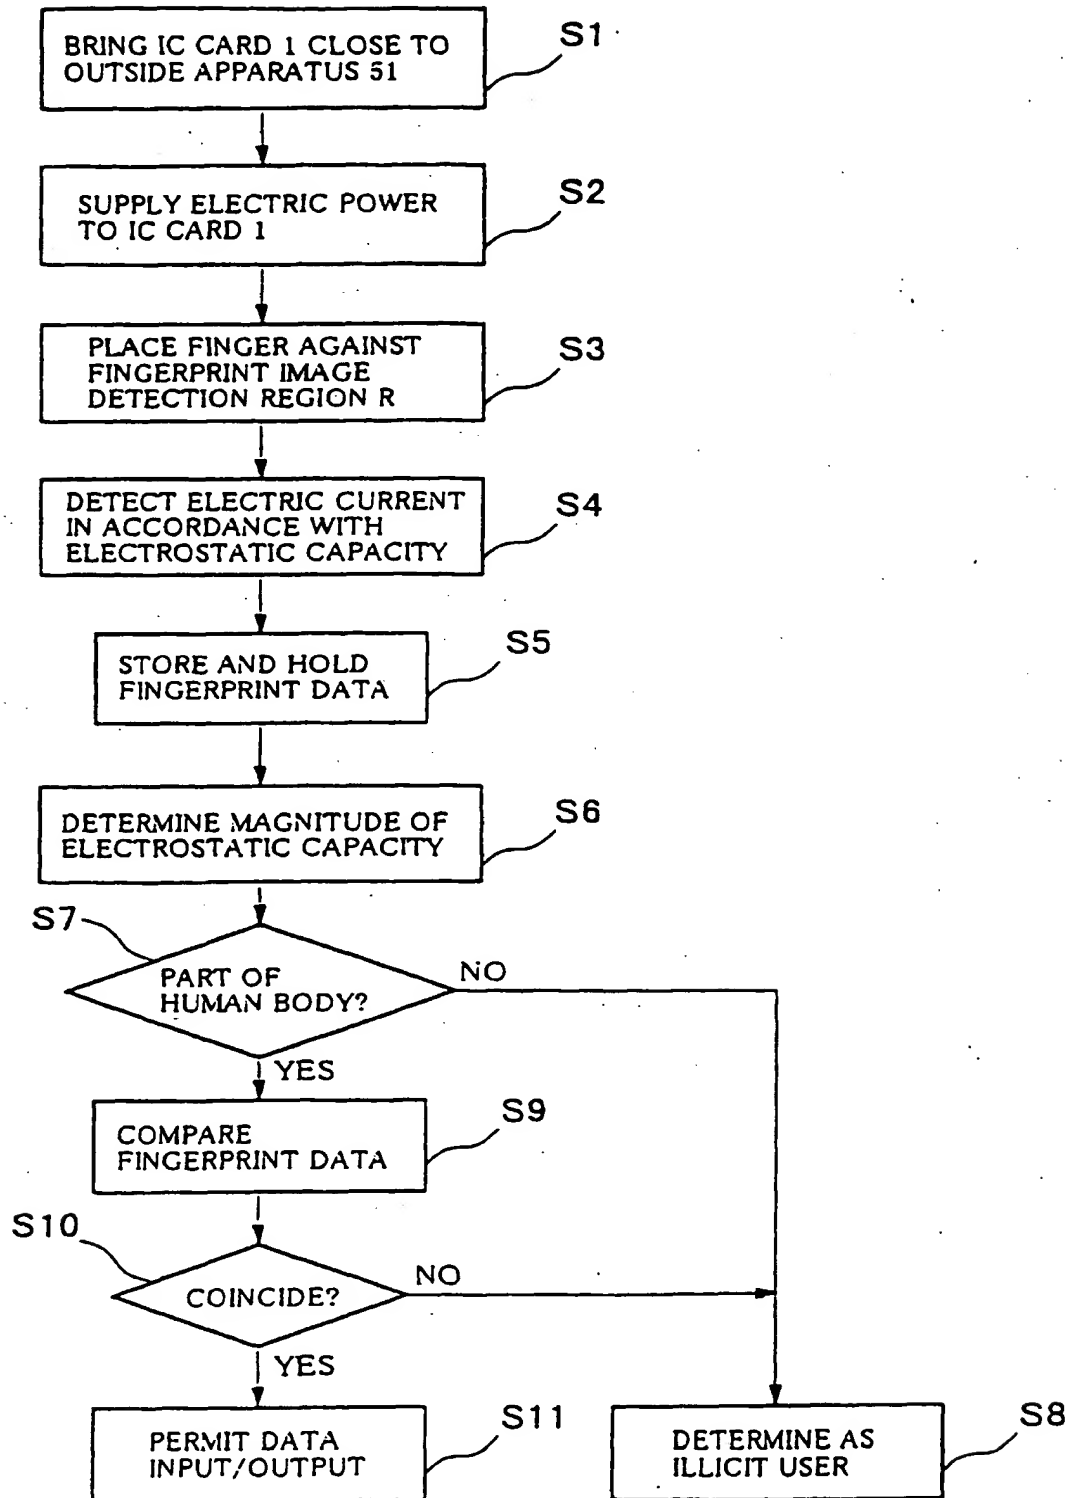 S1
BRING IC CARD 1 CLOSE TO
OUTSIDE APPARATUS 51
S2
SUPPLY ELECTRIC POWER
TO IC CARD 1
S3
PLACE FINGER AGAINST
FINGERPRINT IMAGE
DETECTION REGION R
S4
DETECT ELECTRIC CURRENT
IN ACCORDANCE WITH
ELECTROSTATIC CAPACITY
S5
STORE AND HOLD
FINGERPRINT DATA
S6
DETERMINE MAGNITUDE OF
ELECTROSTATIC CAPACITY
S7
PART OF
HUMAN BODY?
NO
YES
S9
COMPARE
FINGERPRINT DATA
S10
COINCIDE?
NO
YES
S11
PERMIT DATA
INPUT/OUTPUT
S8
DETERMINE AS
ILLICIT USER